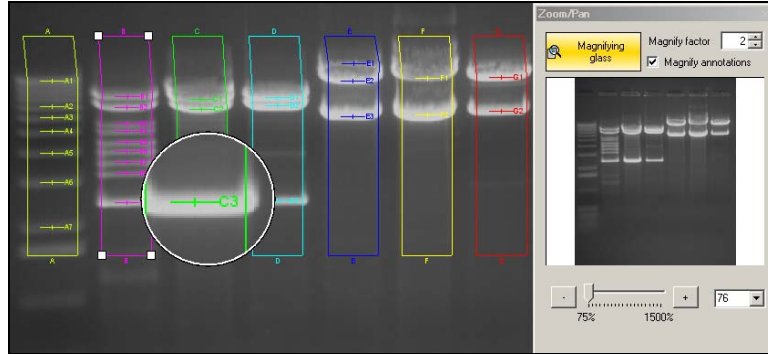 Zoom/Pan
Magnifying glass
Magnify factor 2
Magnify annotations
A B C D E F G
A1
A2
A3
A4
A5
A6
A7
E1
E2
E3
F1
G1
G2
C3
A B D E F G
- + 76
75% 1500%